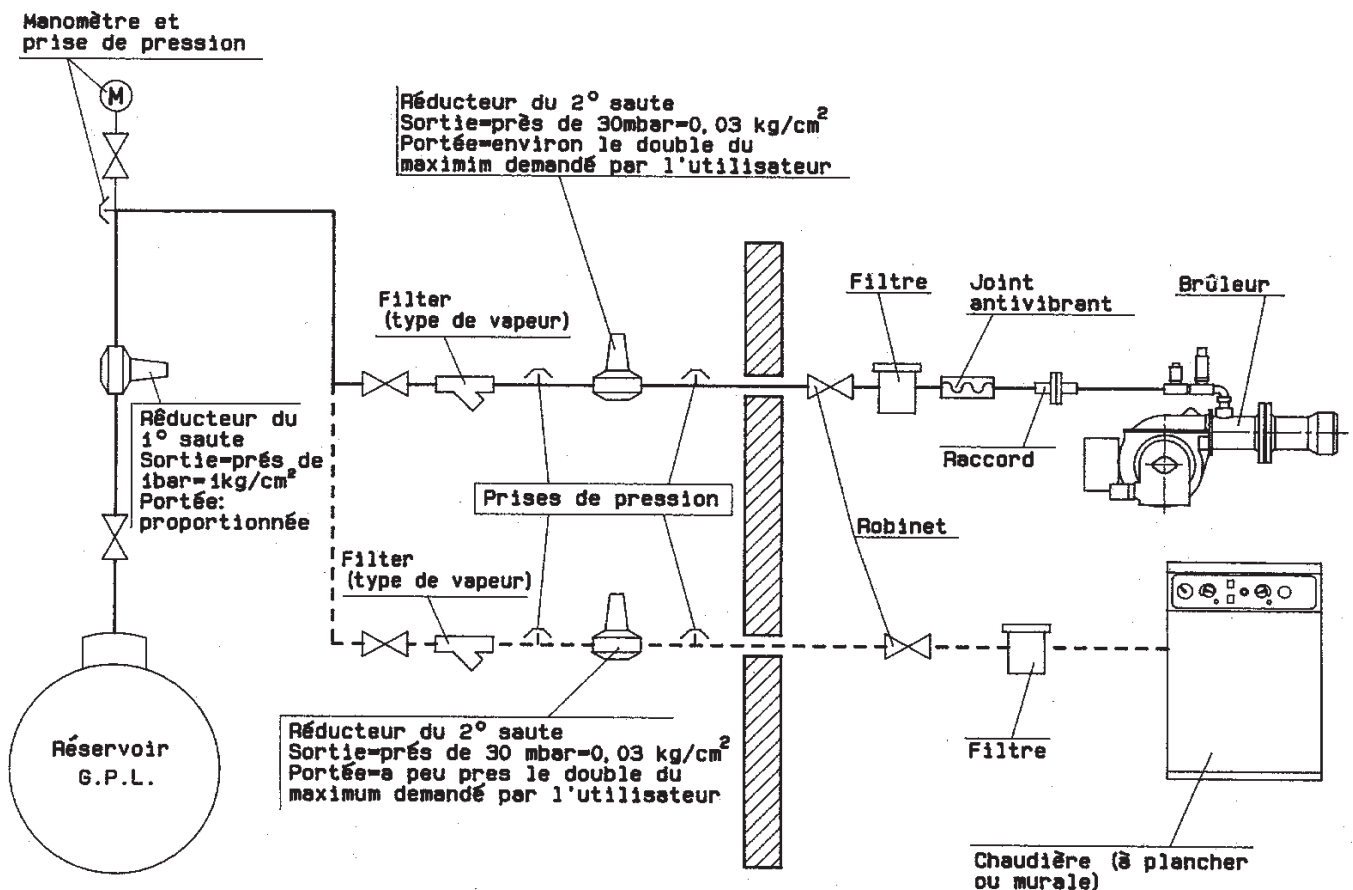 Manomètre et
prise de pression
M
Réducteur du 2° saute
Sortie=près de 30mbar=0,03 kg/cm²
Portée=environ le double du
maximim demandé par l'utilisateur
Filter
(type de vapeur)
Filtre
Joint
antivibrant
Brûleur
Rêducteur du
1° saute
Sortie=prés de
1bar=1kg/cm²
Portée:
proportionnée
Raccord
Prises de pression
Robinet
Filter
(type de vapeur)
Réservoir
G.P.L.
Réducteur du 2° saute
Sortie=prés de 30 mbar=0,03 kg/cm²
Portée=a peu pres le double du
maximum demandé par l'utilisateur
Filtre
Chaudière (à plancher
ou murale)